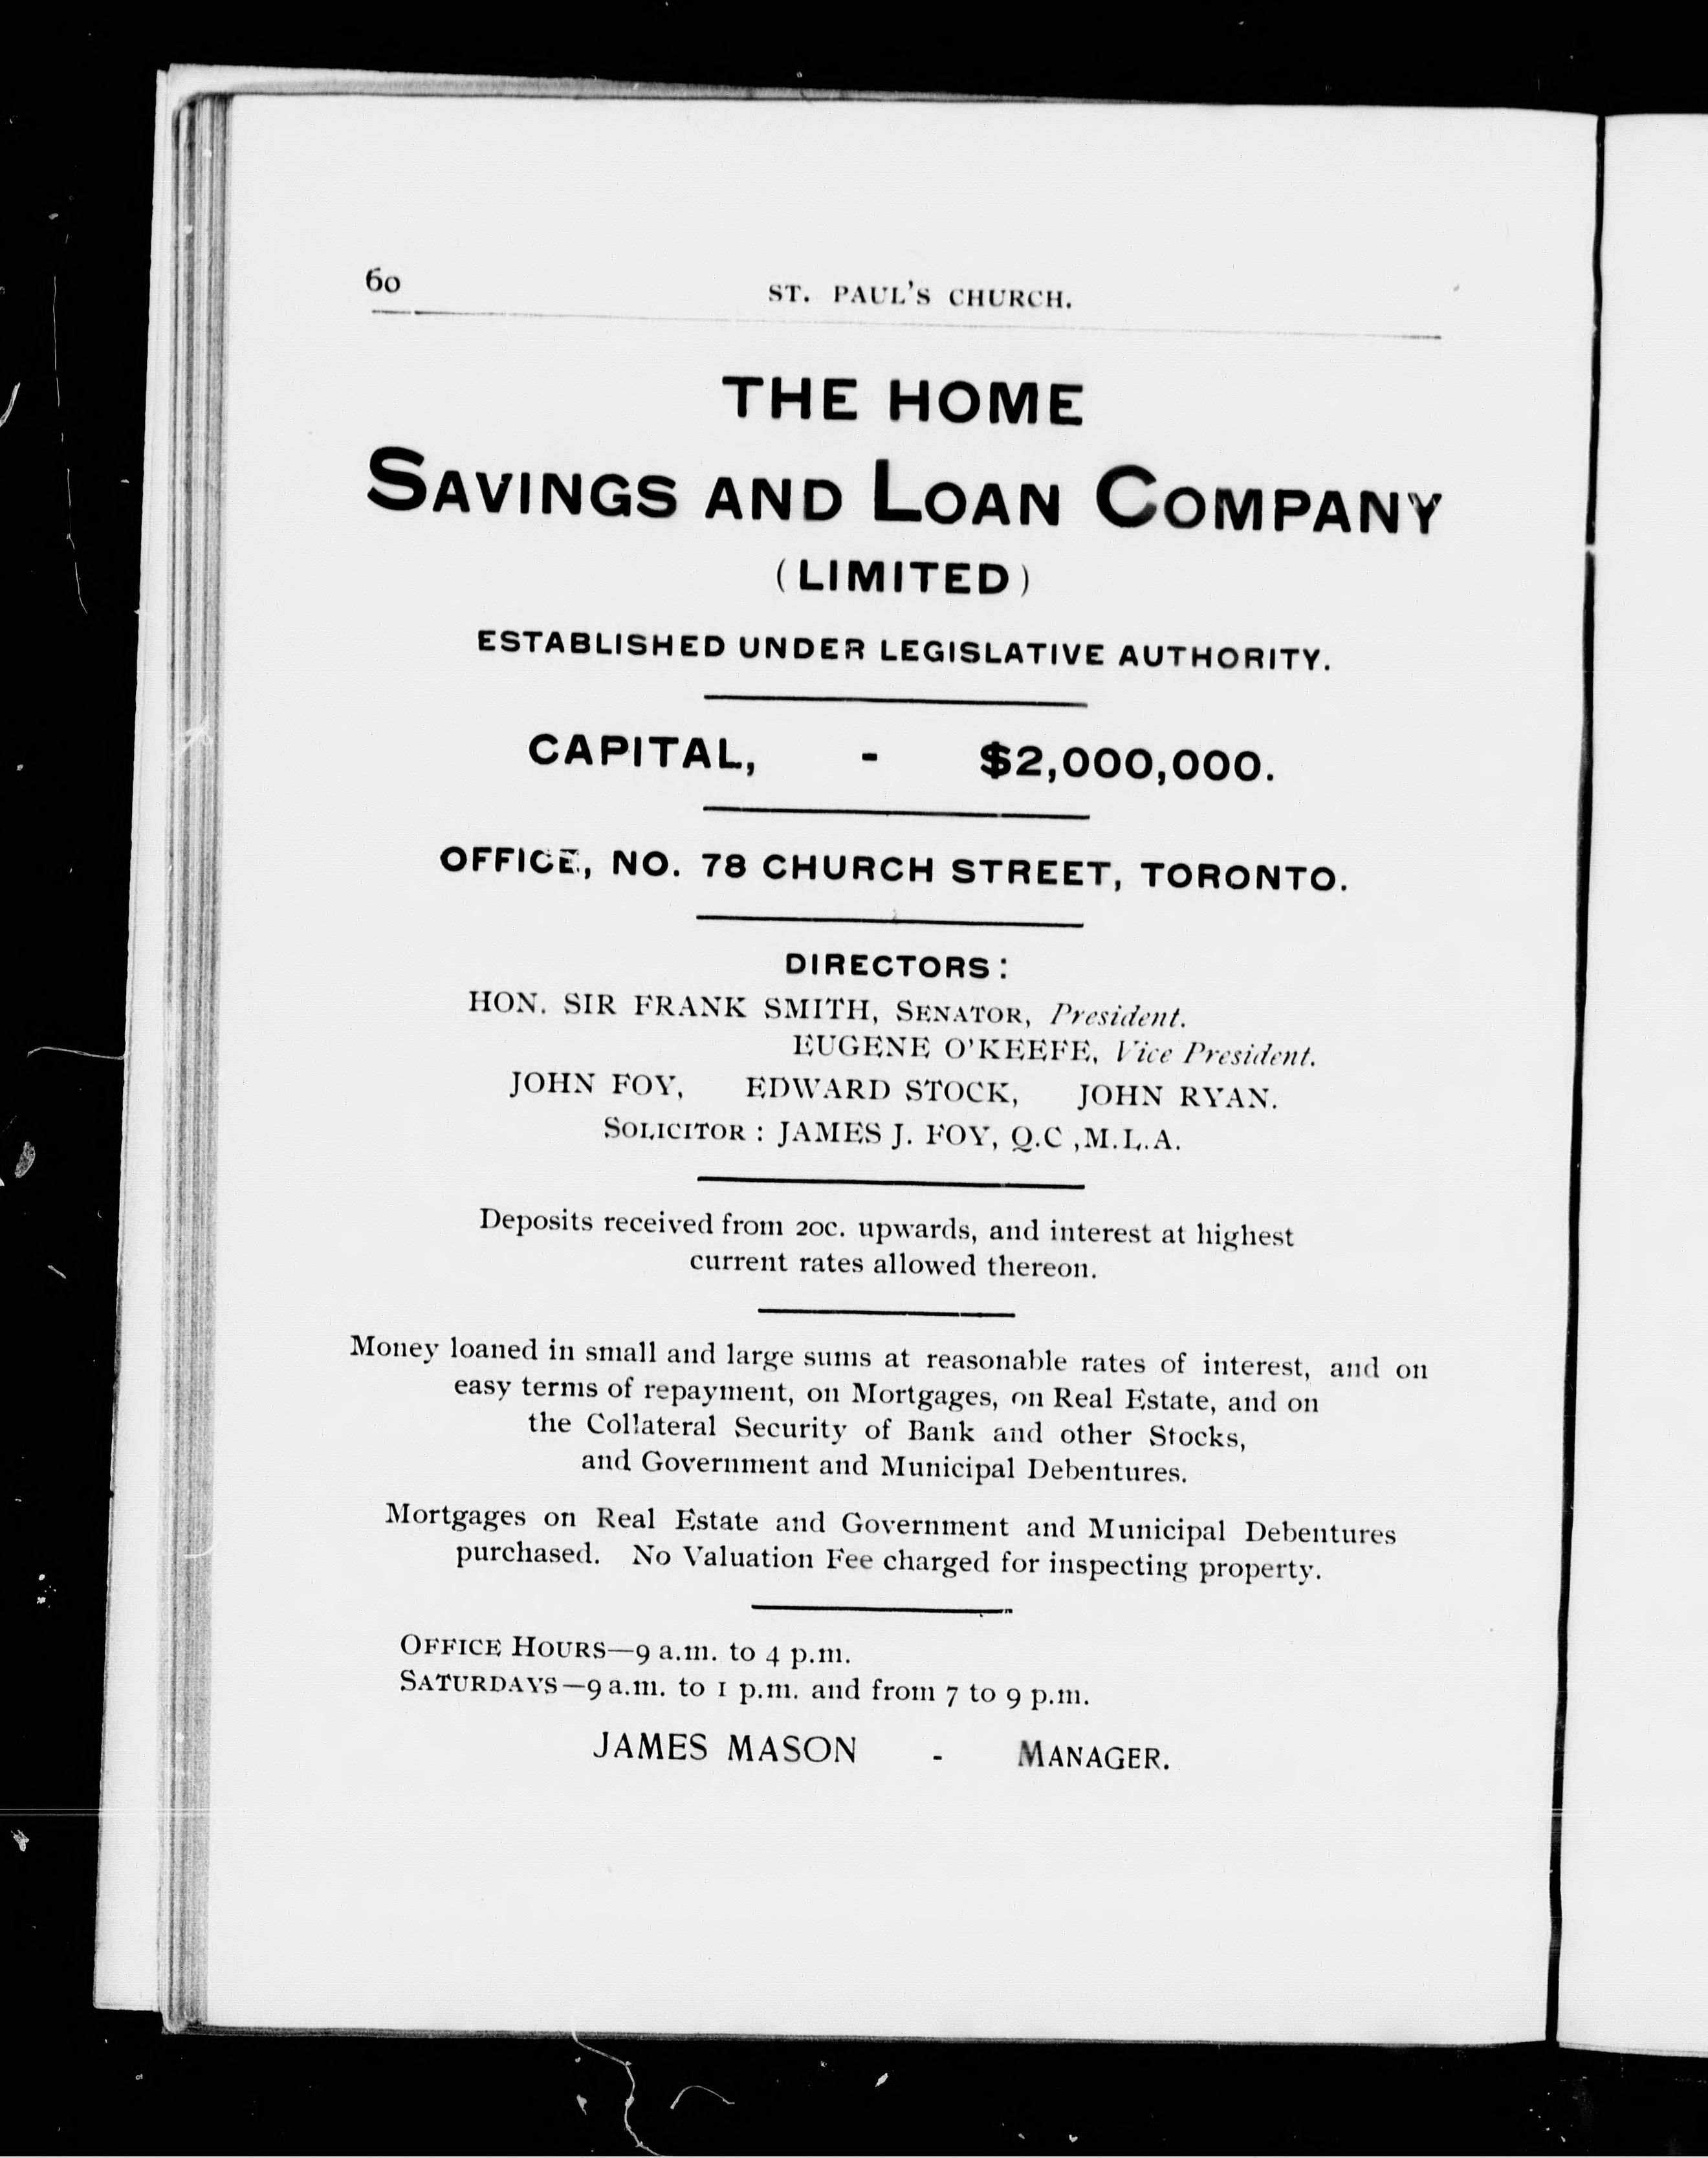 60
ST. PAUL'S CHURCH.
THE HOME
SAVINGS AND LOAN COMPANY
(LIMITED)
ESTABLISHED UNDER LEGISLATIVE AUTHORITY.
CAPITAL, - $2,000,000.
OFFICE, NO. 78 CHURCH STREET, TORONTO.
DIRECTORS:
HON. SIR FRANK SMITH, SENATOR, President.
EUGENE O'KEEFE, Vice President.
JOHN FOY, EDWARD STOCK, JOHN RYAN.
SOLICITOR: JAMES J. FOY, Q.C ,M.L.A.
Deposits received from 20c. upwards, and interest at highest
current rates allowed thereon.
Money loaned in small and large sums at reasonable rates of interest, and on
easy terms of repayment, on Mortgages, on Real Estate, and on
the Collateral Security of Bank and other Stocks,
and Government and Municipal Debentures.
Mortgages on Real Estate and Government and Municipal Debentures
purchased. No Valuation Fee charged for inspecting property.
OFFICE HOURS—9 a.m. to 4 p.m.
SATURDAYS—9 a.m. to 1 p.m. and from 7 to 9 p.m.
JAMES MASON - MANAGER.